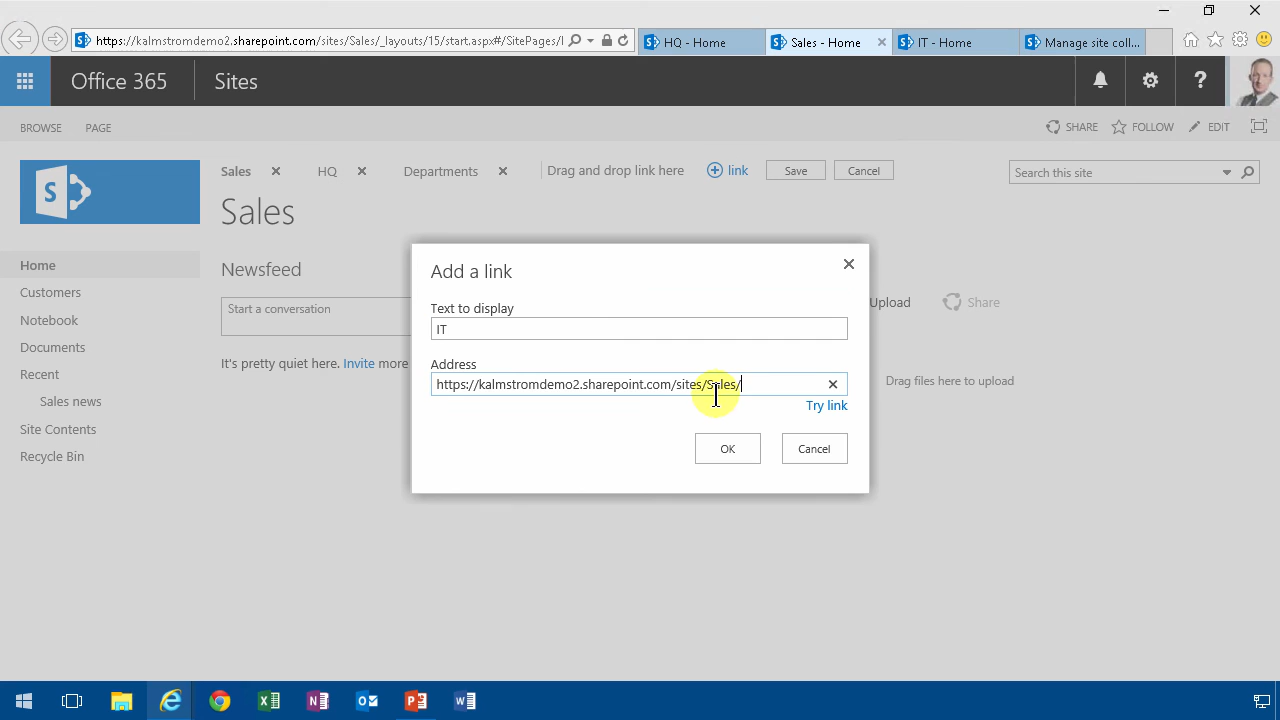 https://kalmstromdemo2.sharepoint.com/sites/Sales/_layouts/15/start.aspx#/SitePages/
HQ - Home
Sales - Home
IT - Home
Manage site coll...
Office 365
Sites
BROWSE
PAGE
SHARE
FOLLOW
EDIT
Sales
HQ
Departments
Drag and drop link here
link
Save
Cancel
Search this site
Sales
Home
Customers
Notebook
Documents
Recent
Sales news
Site Contents
Recycle Bin
Newsfeed
Start a conversation
It's pretty quiet here. Invite more
Upload
Share
Drag files here to upload
Add a link
Text to display
IT
Address
https://kalmstromdemo2.sharepoint.com/sites/Sales/
Try link
OK
Cancel